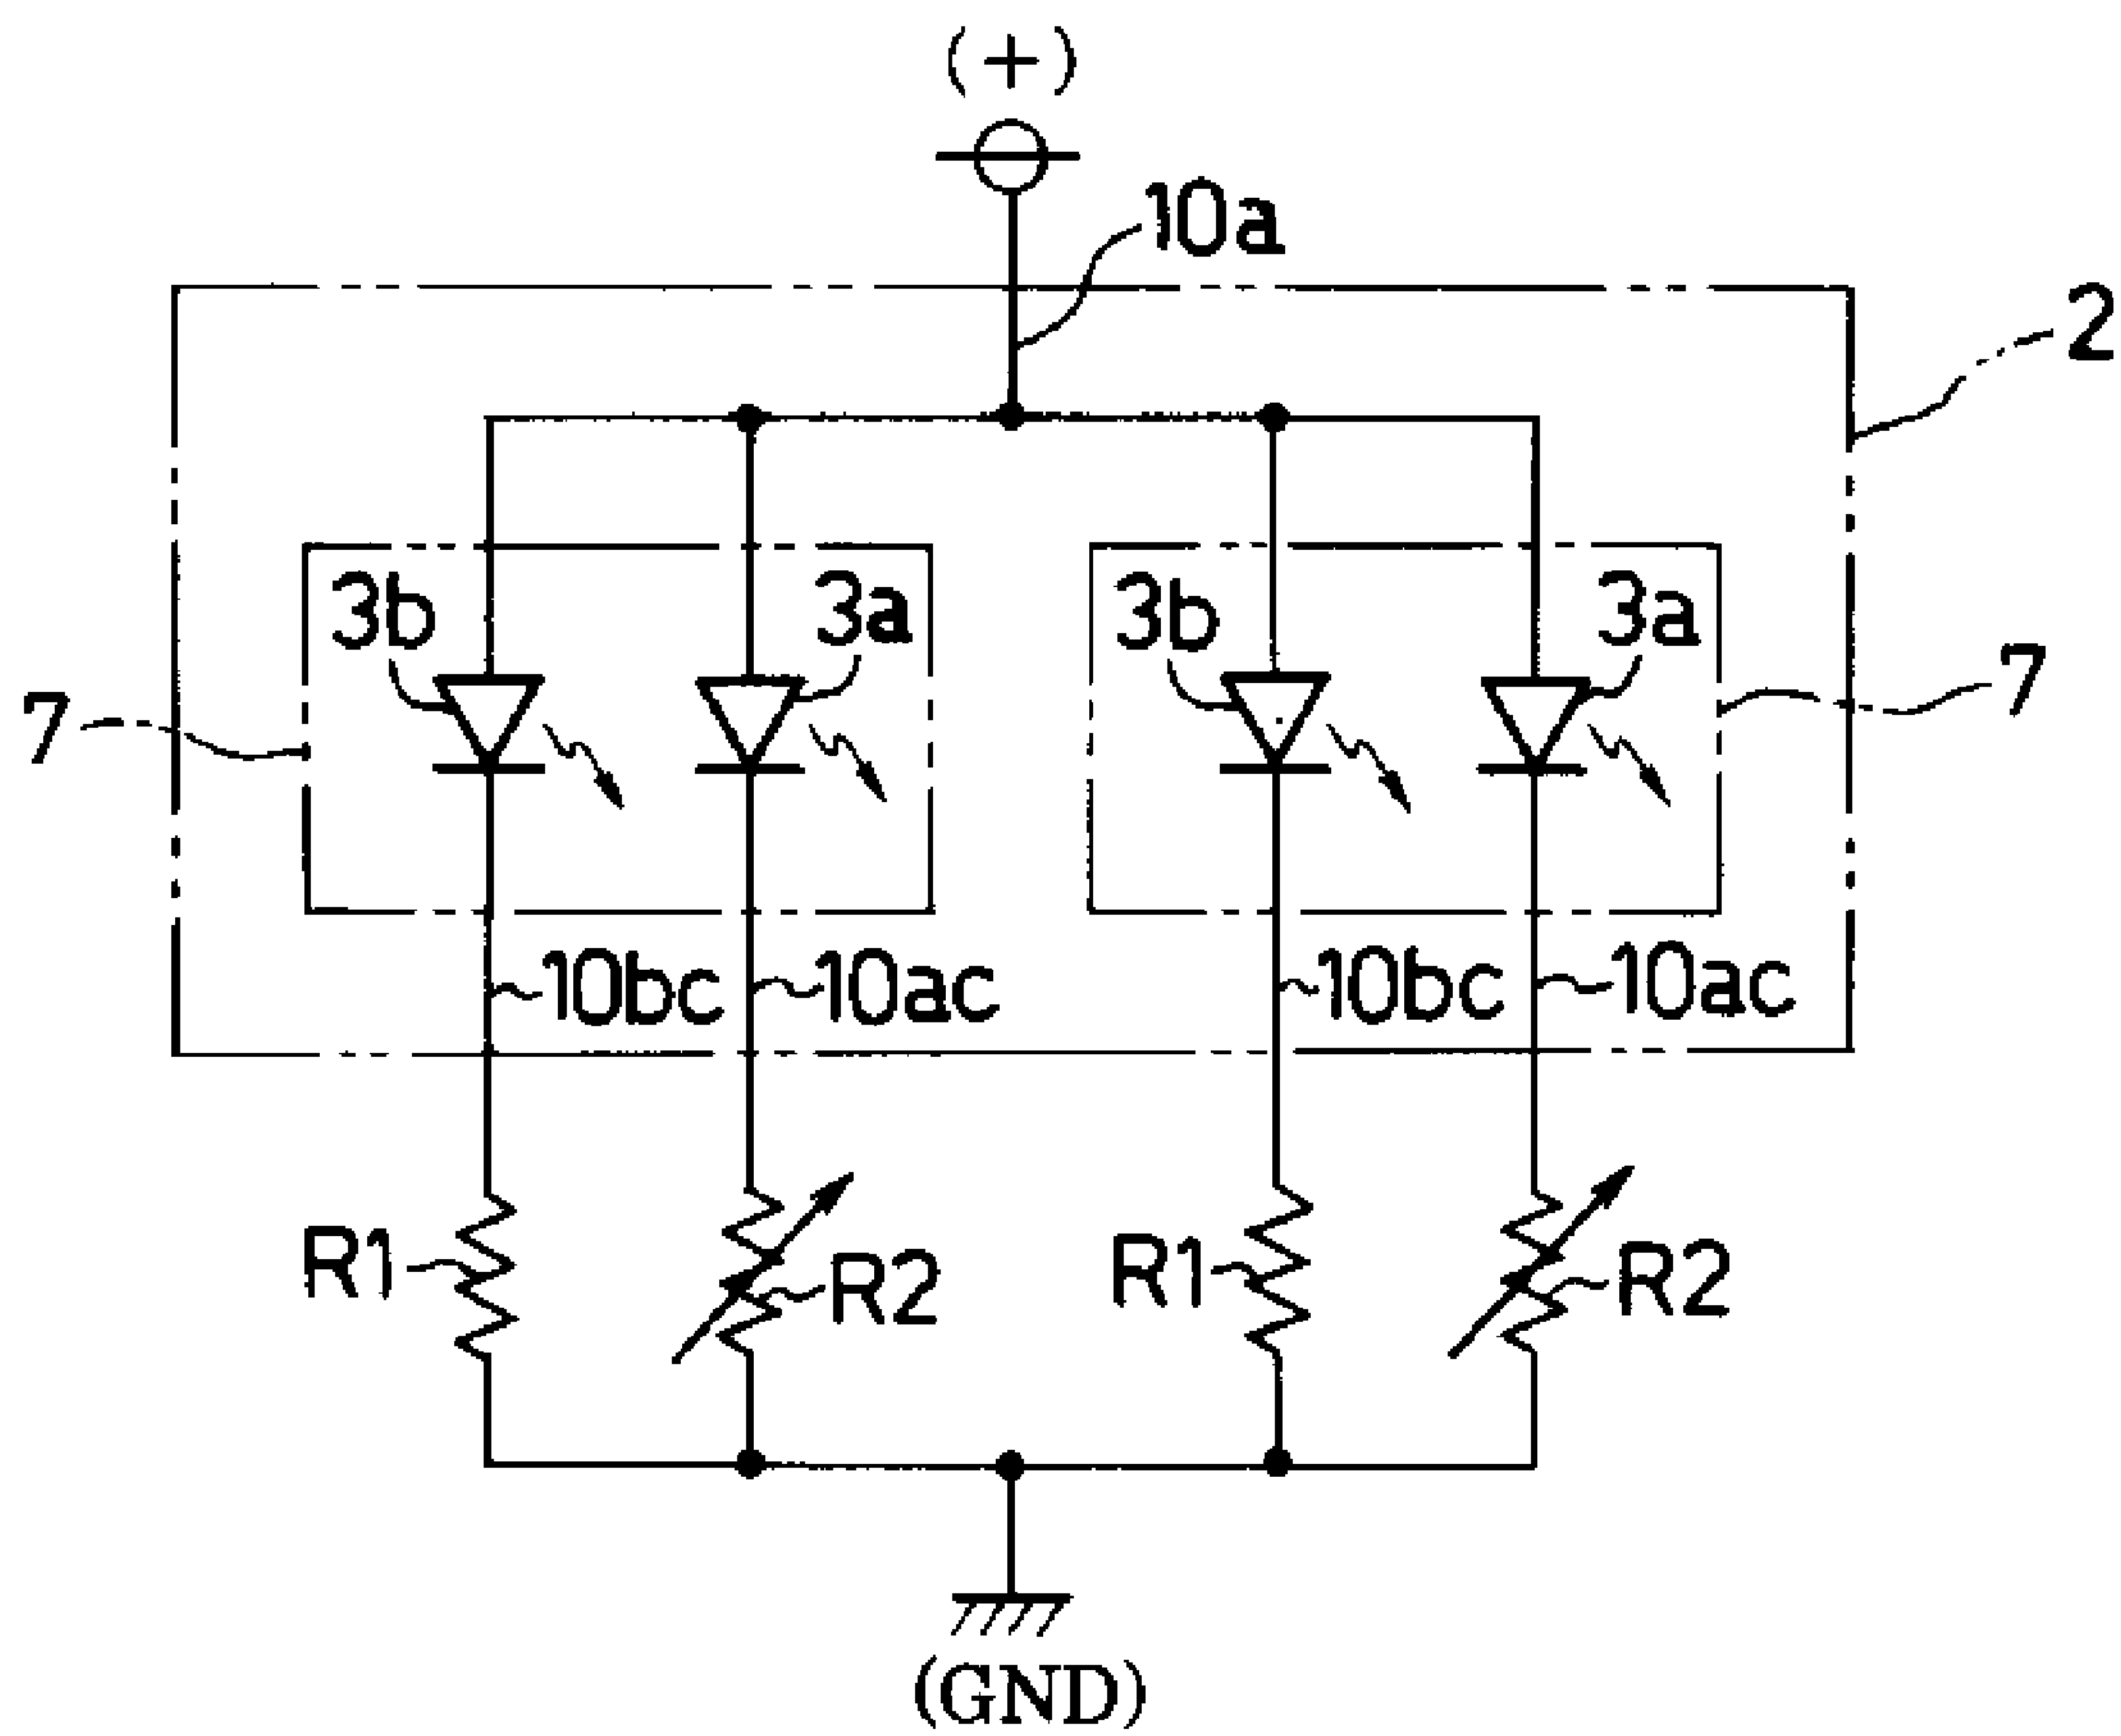 (+)
10a
2
3b 3a 3b 3a
7 7
10bc 10ac 10bc 10ac
R1 R2 R1 R2
(GND)